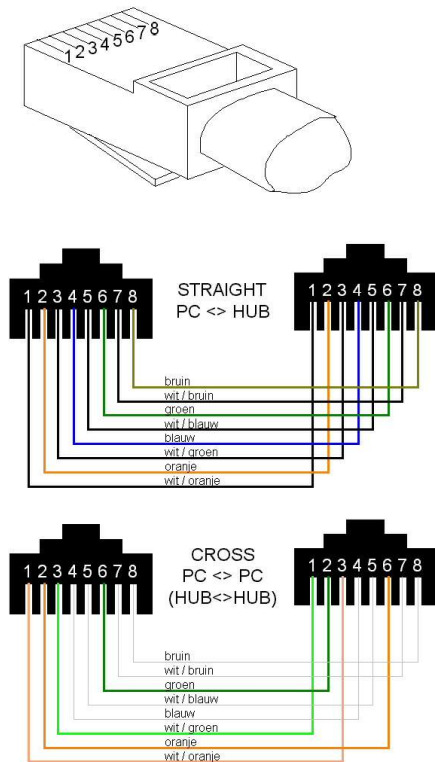 12345678
1 2 3 4 5 6 7 8
STRAIGHT
PC <> HUB
1 2 3 4 5 6 7 8
bruin
wit / bruin
groen
wit / blauw
blauw
wit / groen
oranje
wit / oranje
1 2 3 4 5 6 7 8
CROSS
PC <> PC
(HUB<>HUB)
1 2 3 4 5 6 7 8
bruin
wit / bruin
groen
wit / blauw
blauw
wit / groen
oranje
wit / oranje